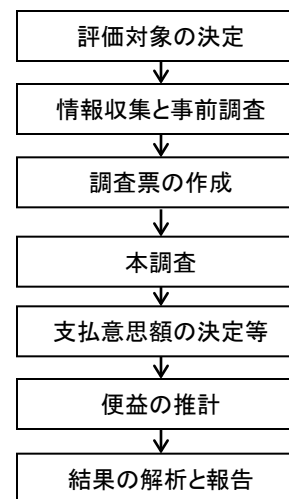 評価対象の決定
情報収集と事前調査
調査票の作成
本調査
支払意思額の決定等
便益の推計
結果の解析と報告